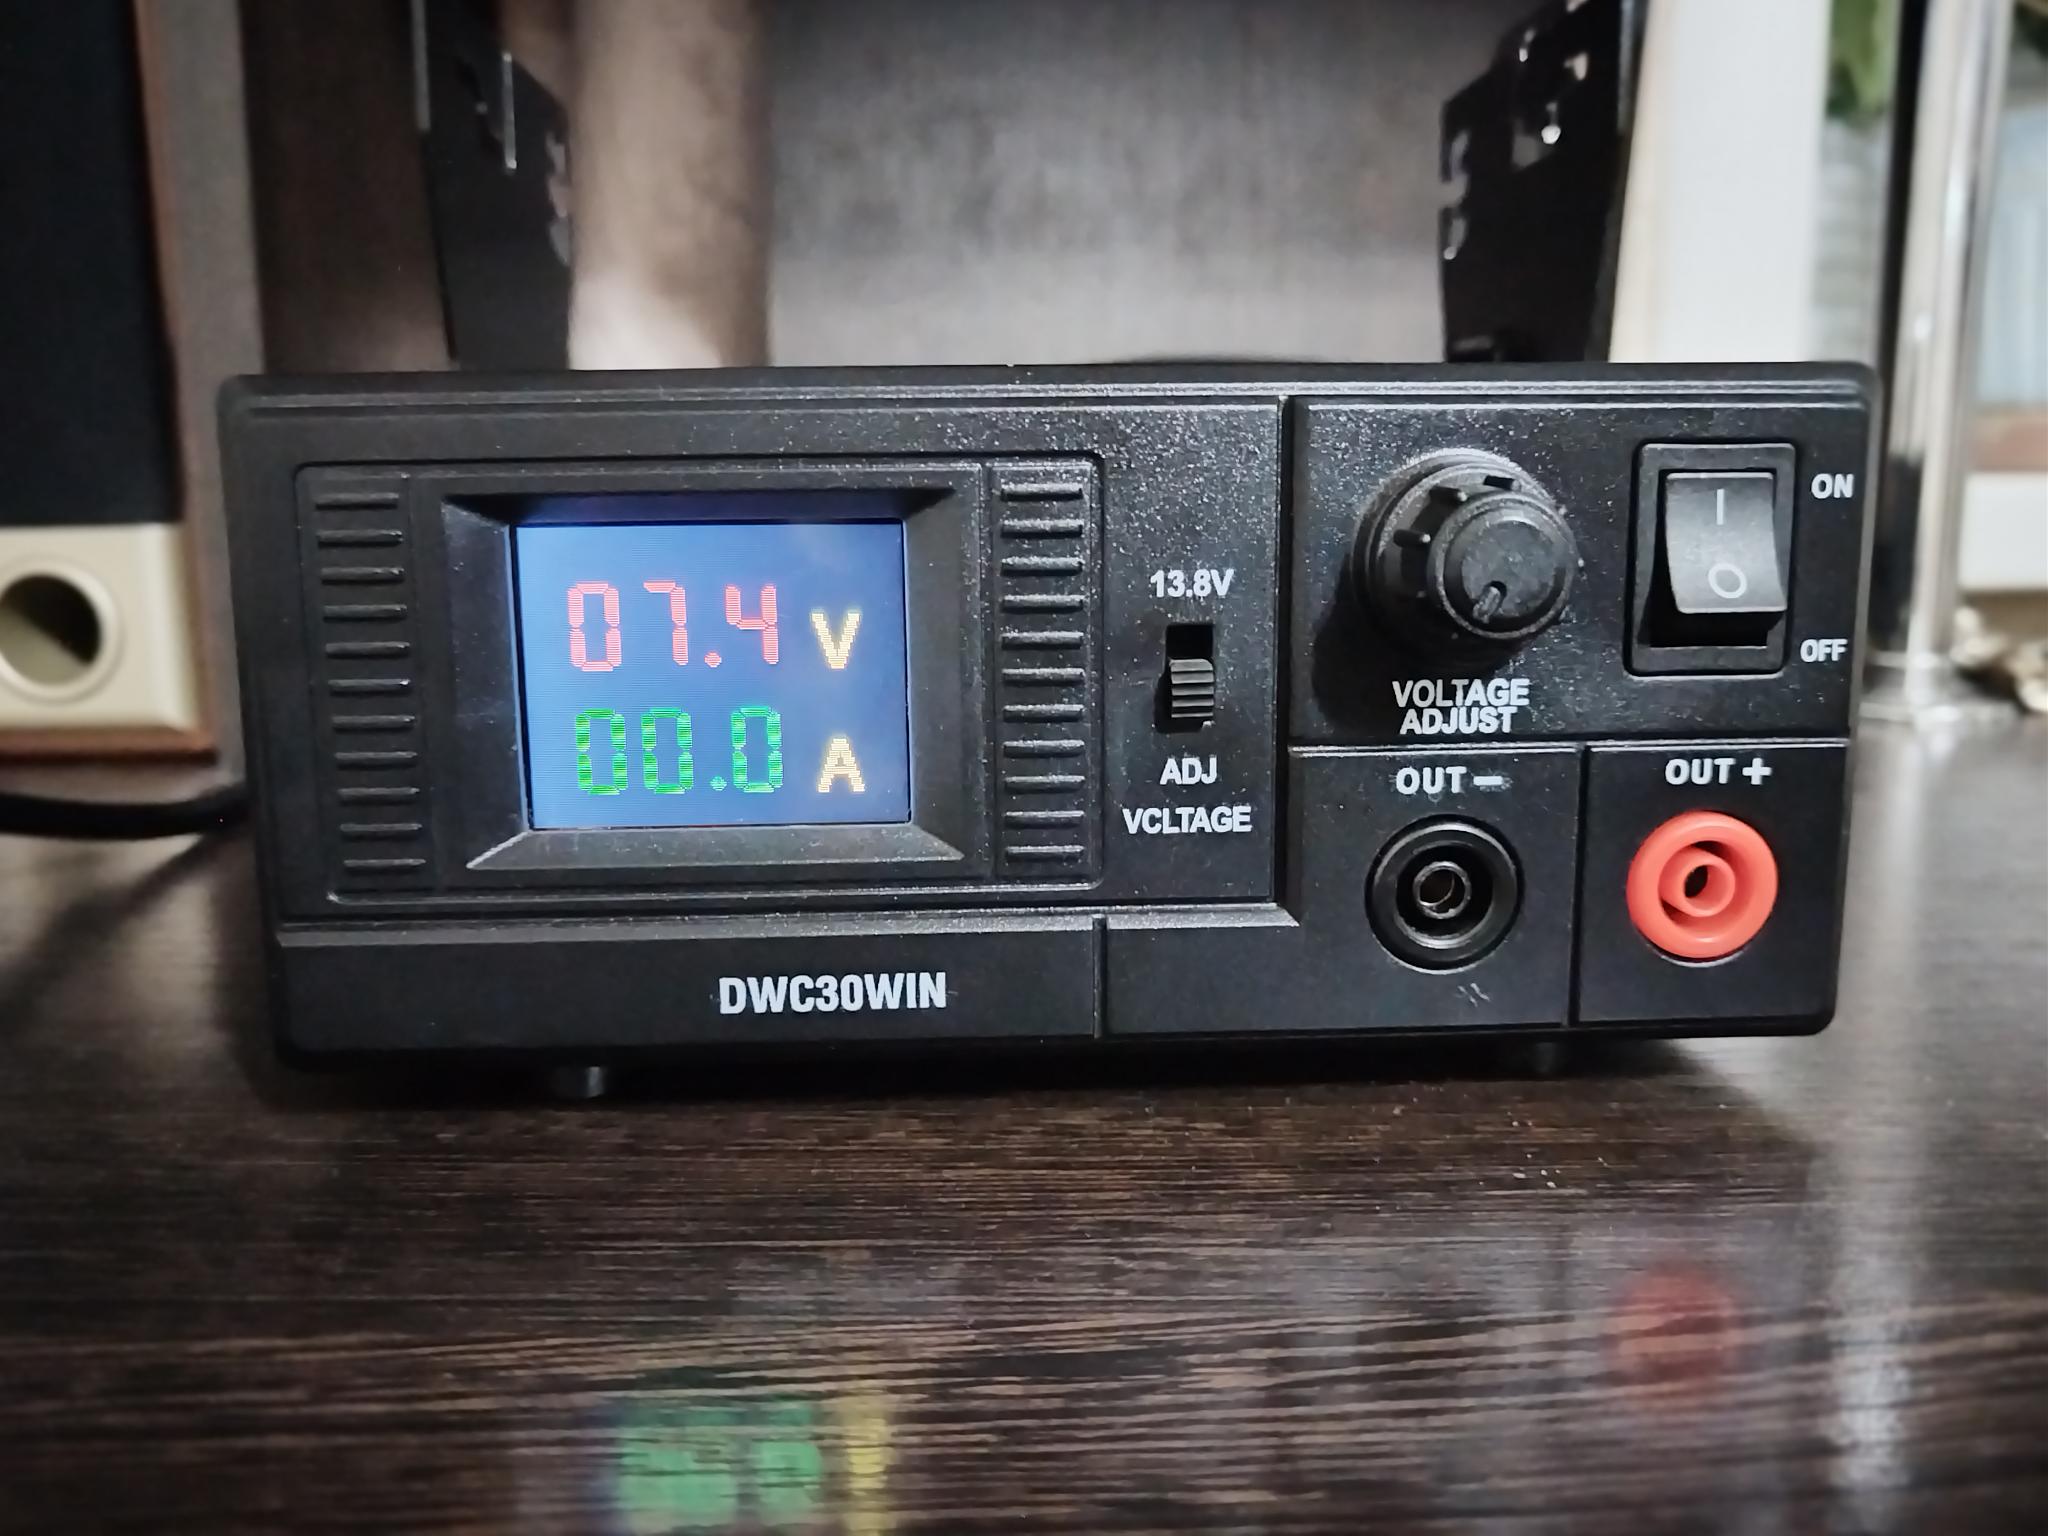 07.4 V
00.0 A
13.8V
ADJ
VCLTAGE
VOLTAGE
ADJUST
ON
OFF
OUT −
OUT +
DWC30WIN